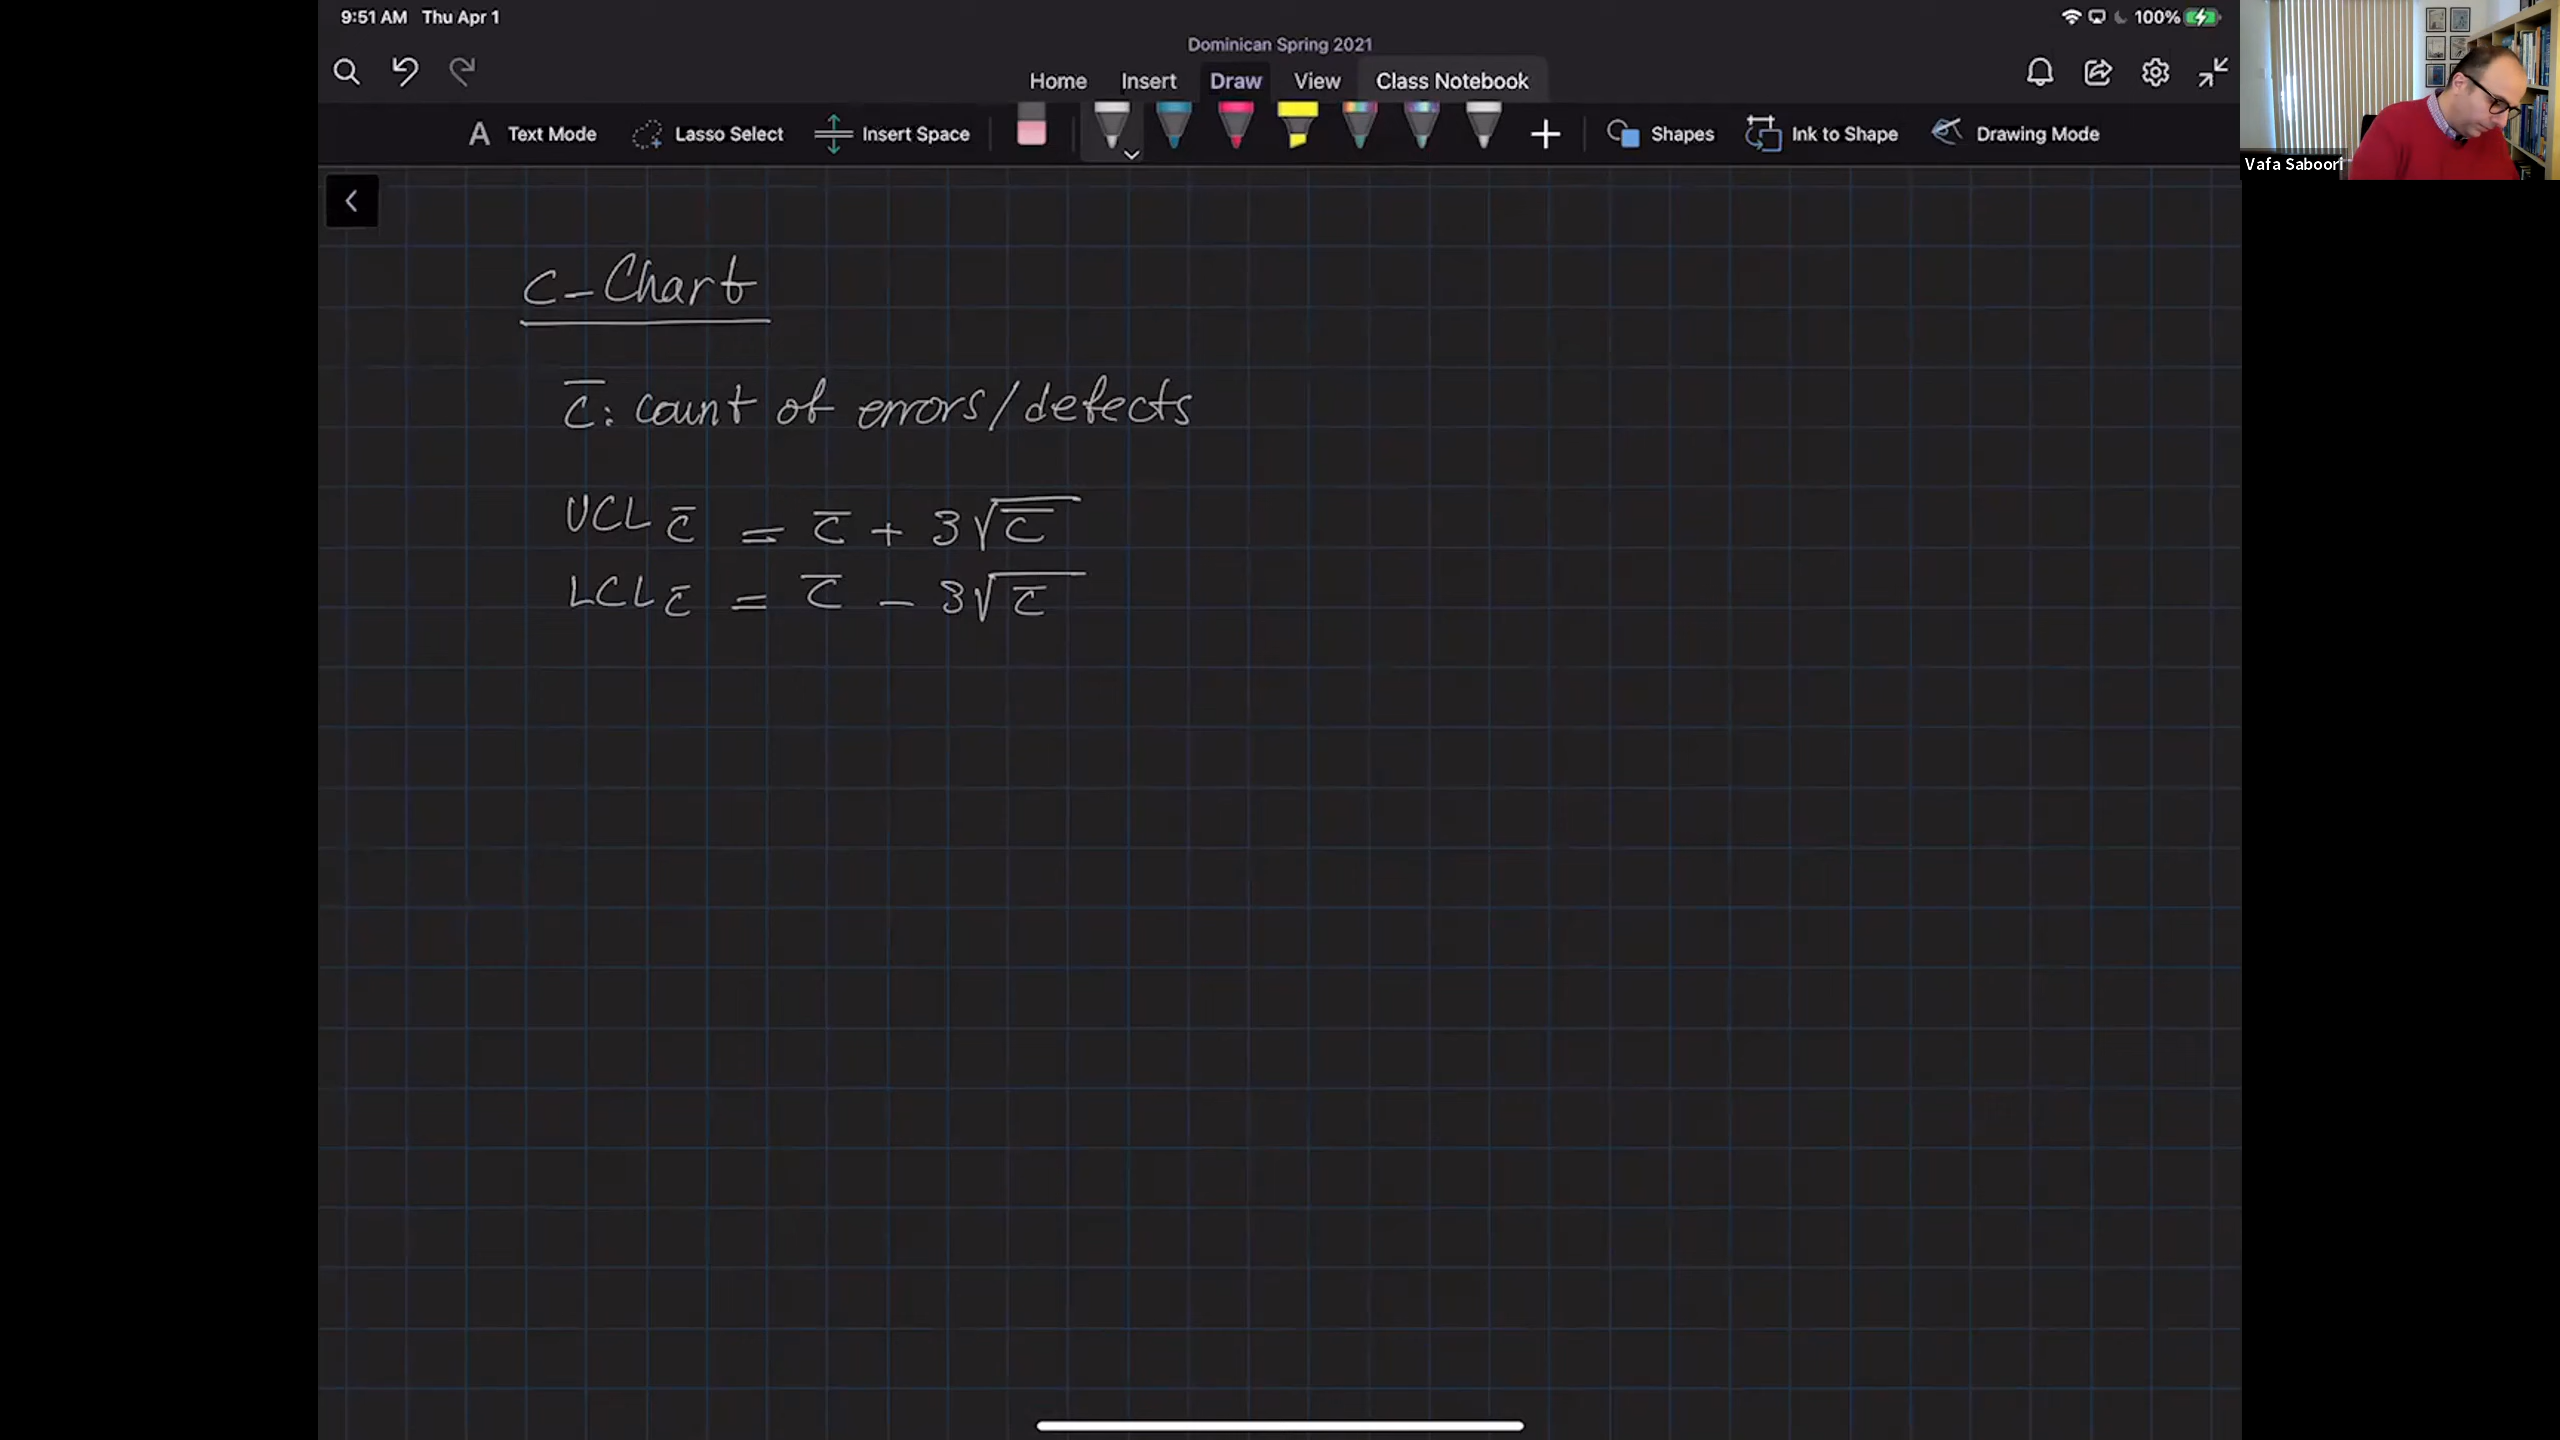 9:51 AM Thu Apr 1
100%
Dominican Spring 2021
Home Insert Draw View Class Notebook
A Text Mode Lasso Select Insert Space Shapes Ink to Shape Drawing Mode
Vafa Saboori
C-Chart
c̅: count of errors/defects
UCL c̅ = c̅ + 3√c̅
LCL c̅ = c̅ - 3√c̅